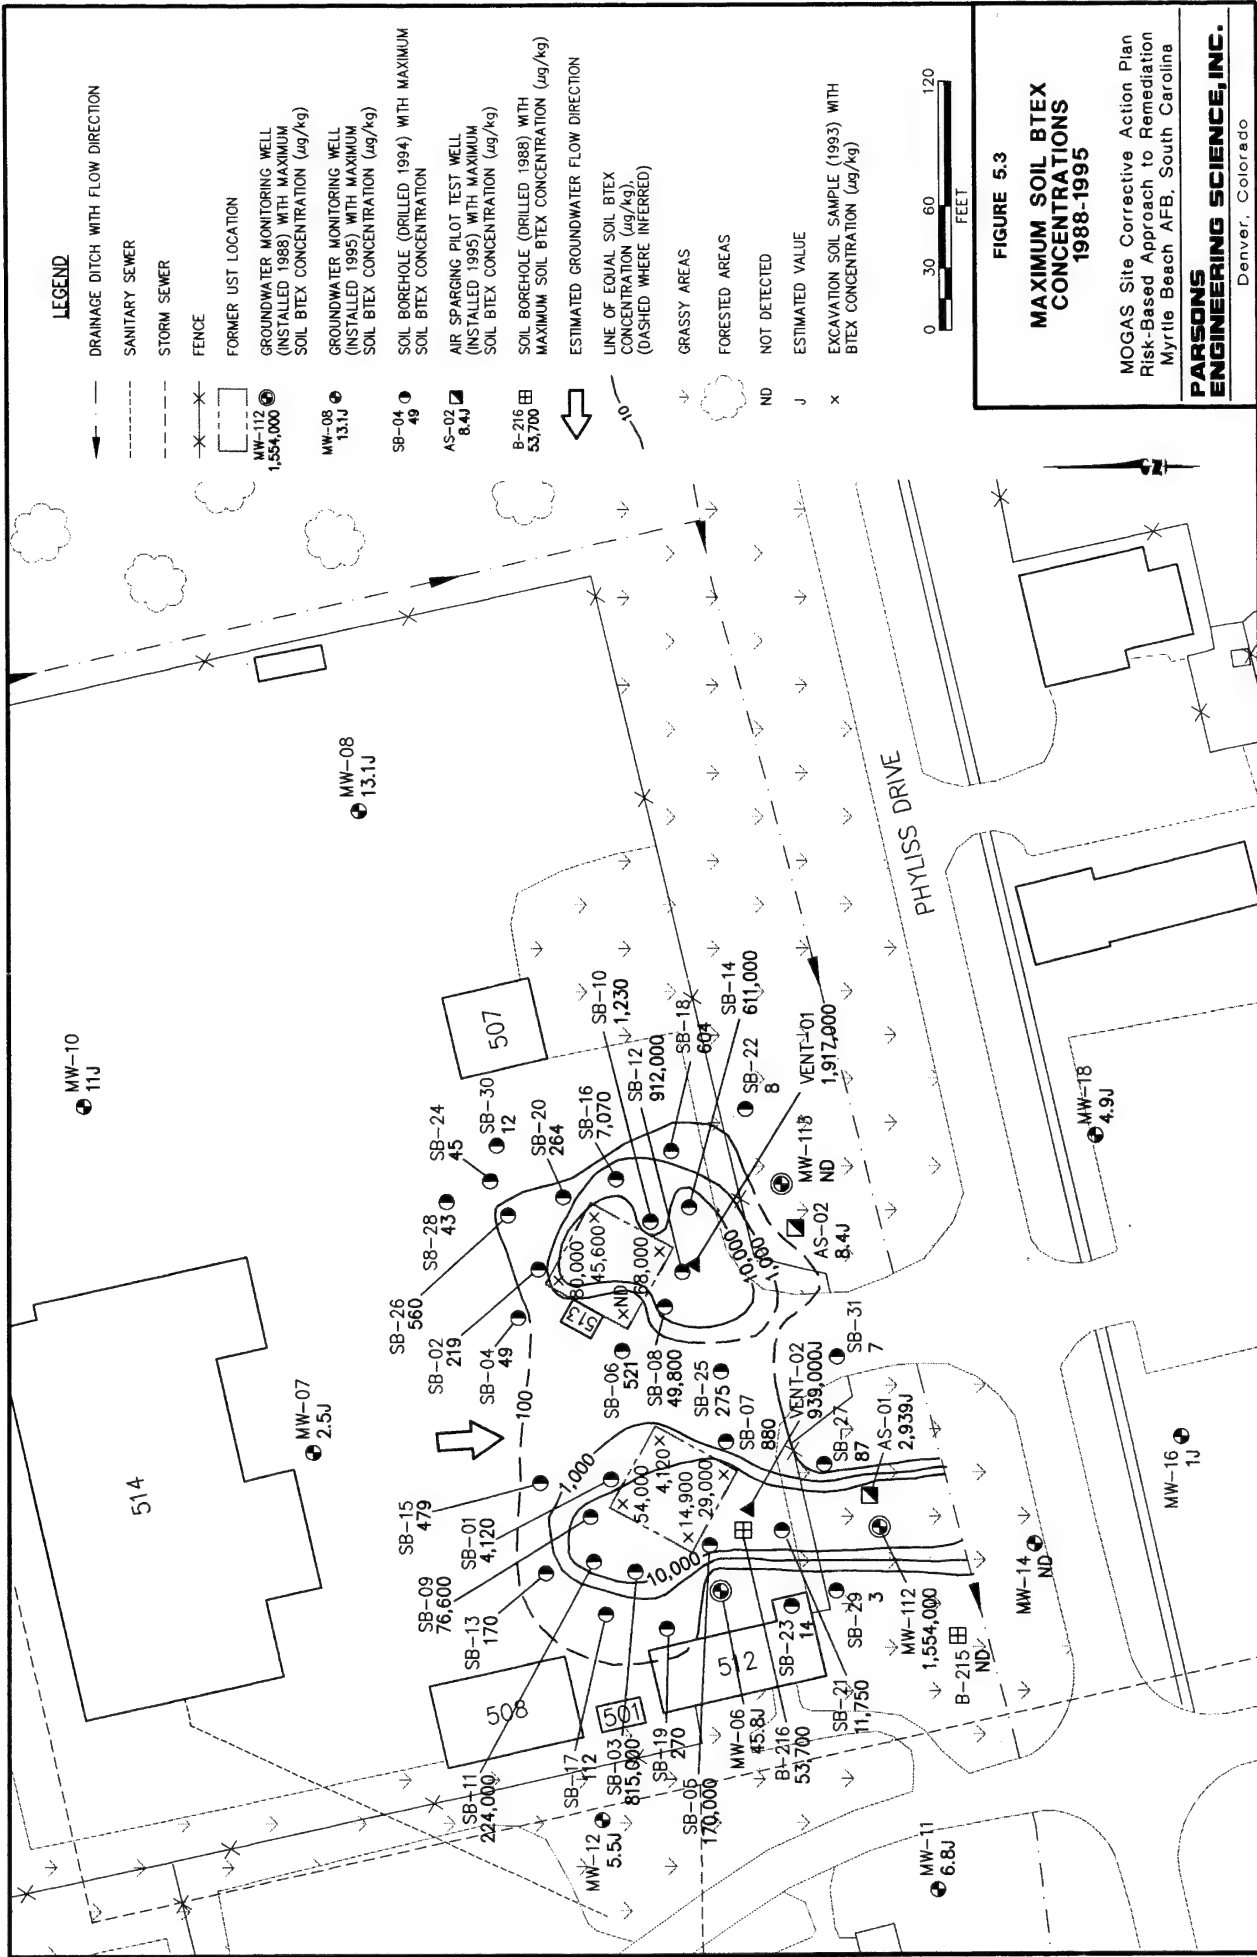 LEGEND
DRAINAGE DITCH WITH FLOW DIRECTION
SANITARY SEWER
STORM SEWER
FENCE
FORMER UST LOCATION
MW-112
1,554,000
GROUNDWATER MONITORING WELL
(INSTALLED 1988) WITH MAXIMUM
SOIL BTEX CONCENTRATION (µg/kg)
MW-08
13.1J
GROUNDWATER MONITORING WELL
(INSTALLED 1995) WITH MAXIMUM
SOIL BTEX CONCENTRATION (µg/kg)
SB-04
49
SOIL BOREHOLE (DRILLED 1994) WITH MAXIMUM
SOIL BTEX CONCENTRATION
AS-02
8.4J
AIR SPARGING PILOT TEST WELL
(INSTALLED 1995) WITH MAXIMUM
SOIL BTEX CONCENTRATION (µg/kg)
B-216
53,700
SOIL BOREHOLE (DRILLED 1988) WITH
MAXIMUM SOIL BTEX CONCENTRATION (µg/kg)
ESTIMATED GROUNDWATER FLOW DIRECTION
10
LINE OF EQUAL SOIL BTEX
CONCENTRATION (µg/kg),
(DASHED WHERE INFERRED)
GRASSY AREAS
FORESTED AREAS
ND
NOT DETECTED
J
ESTIMATED VALUE
x
EXCAVATION SOIL SAMPLE (1993) WITH
BTEX CONCENTRATION (µg/kg)
0 30 60 120
FEET
FIGURE 5.3
MAXIMUM SOIL BTEX
CONCENTRATIONS
1988-1995
MOGAS Site Corrective Action Plan
Risk-Based Approach to Remediation
Myrtle Beach AFB, South Carolina
PARSONS
ENGINEERING SCIENCE, INC.
Denver, Colorado
MW-10
11J
MW-08
13.1J
MW-07
2.5J
514
507
508
501
512
513
SB-24
45
SB-30
12
SB-28
43
SB-20
264
SB-16
7,070
SB-10
1,230
SB-12
912,000
SB-18
604
SB-14
611,000
SB-22
8
VENT-01
1,917,000
MW-113
ND
AS-02
8.4J
SB-26
560
SB-02
219
SB-04
49
SB-06
521
SB-08
49,800
SB-25
275
SB-07
880
VENT-02
939,000J
SB-31
7
SB-27
87
AS-01
2,939J
80,000
45,600
68,000
ND
10,000
1,000
100
1,000
10,000
54,000
4,120
14,900
29,000
SB-15
479
SB-01
4,120
SB-09
76,600
SB-13
170
SB-11
224,000
SB-17
112
SB-03
815,000
SB-19
270
SB-05
170,000
MW-06
45.8J
B-216
53,700
SB-23
14
SB-21
11,750
SB-29
3
MW-112
1,554,000
B-215
ND
MW-14
ND
MW-16
1J
MW-18
4.9J
MW-12
5.5J
MW-11
6.8J
PHYLISS DRIVE